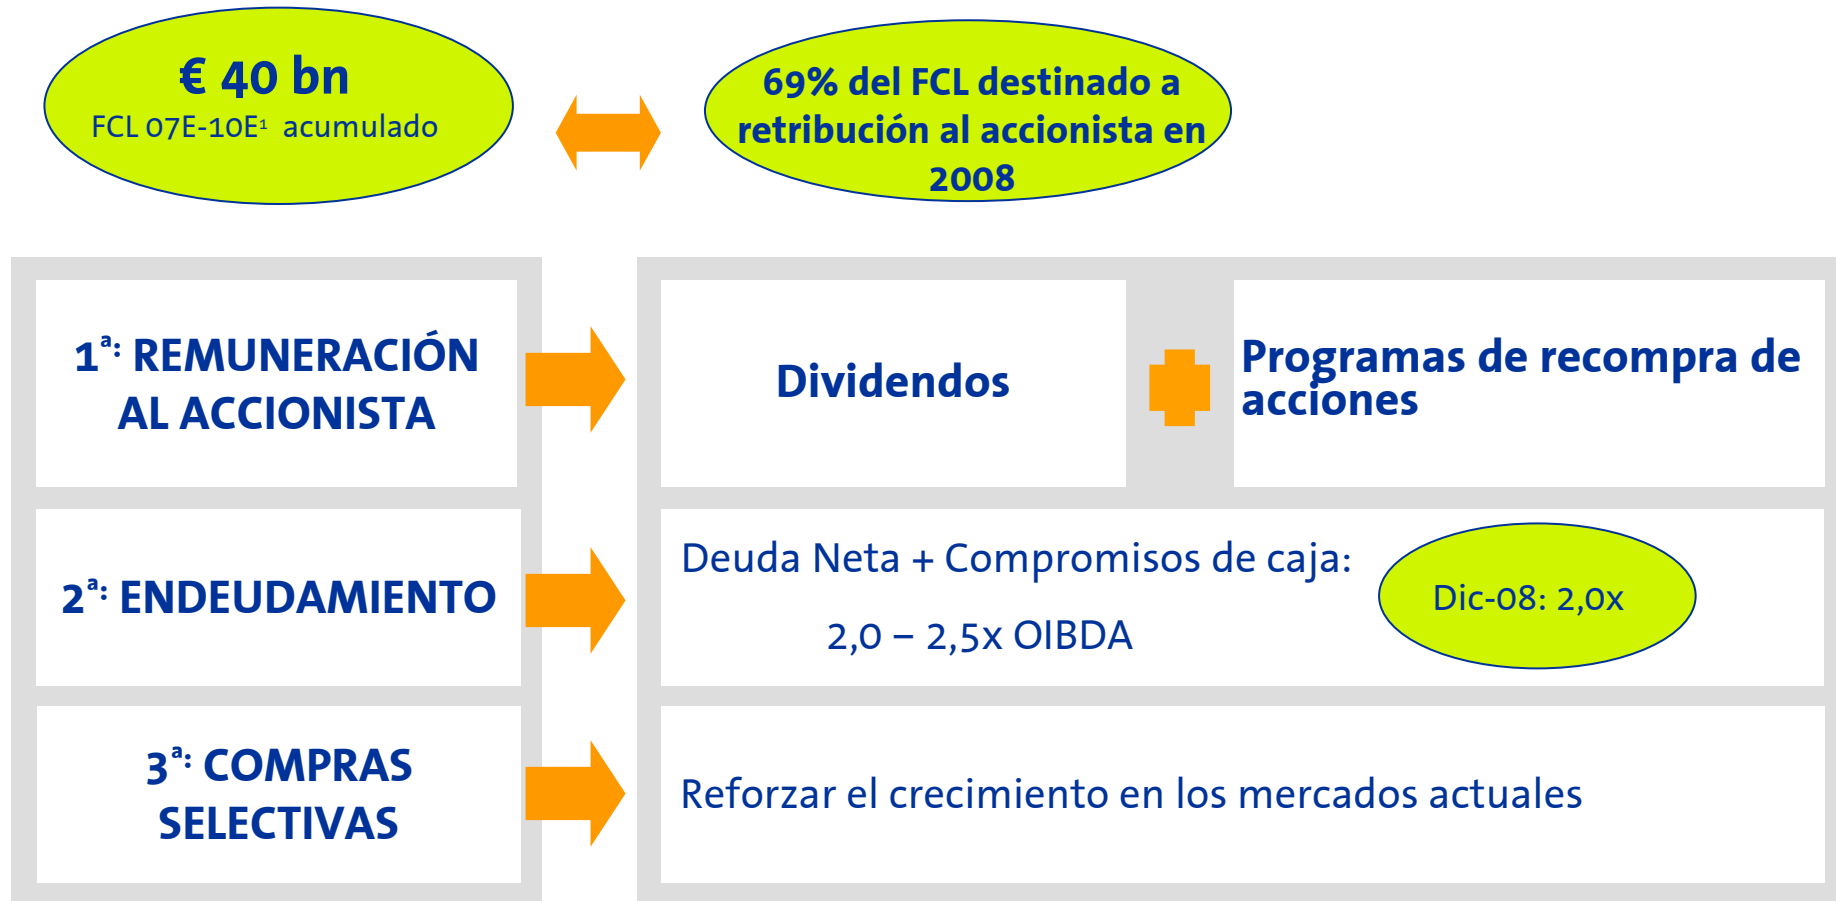 € 40 bn
FCL 07E-10E¹ acumulado
69% del FCL destinado a
retribución al accionista en
2008
1ª: REMUNERACIÓN
AL ACCIONISTA
Dividendos
Programas de recompra de
acciones
2ª: ENDEUDAMIENTO
Deuda Neta + Compromisos de caja:
2,0 – 2,5x OIBDA
Dic-08: 2,0x
3ª: COMPRAS
SELECTIVAS
Reforzar el crecimiento en los mercados actuales